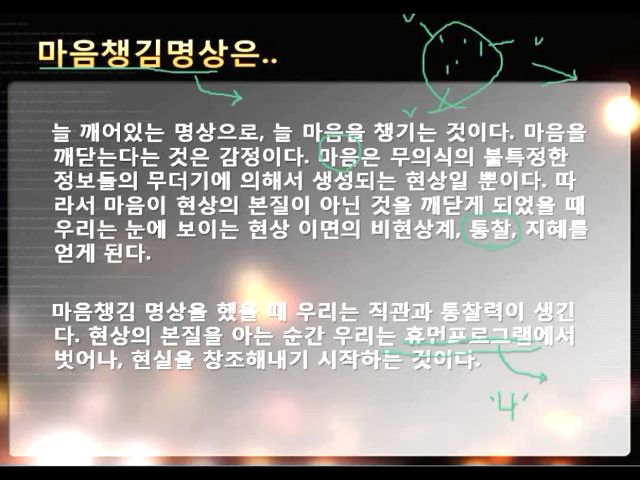 마음챙김명상은..
늘 깨어있는 명상으로, 늘 마음을 챙기는 것이다. 마음을
깨닫는다는 것은 감정이다. 마음은 무의식의 불특정한
정보들의 무더기에 의해서 생성되는 현상일 뿐이다. 따
라서 마음이 현상의 본질이 아닌 것을 깨닫게 되었을 때
우리는 눈에 보이는 현상 이면의 비현상계, 통찰, 지혜를
얻게 된다.
마음챙김 명상을 했을 때 우리는 직관과 통찰력이 생긴
다. 현상의 본질을 아는 순간 우리는 휴먼프로그램에서
벗어나, 현실을 창조해내기 시작하는 것이다.
'나'